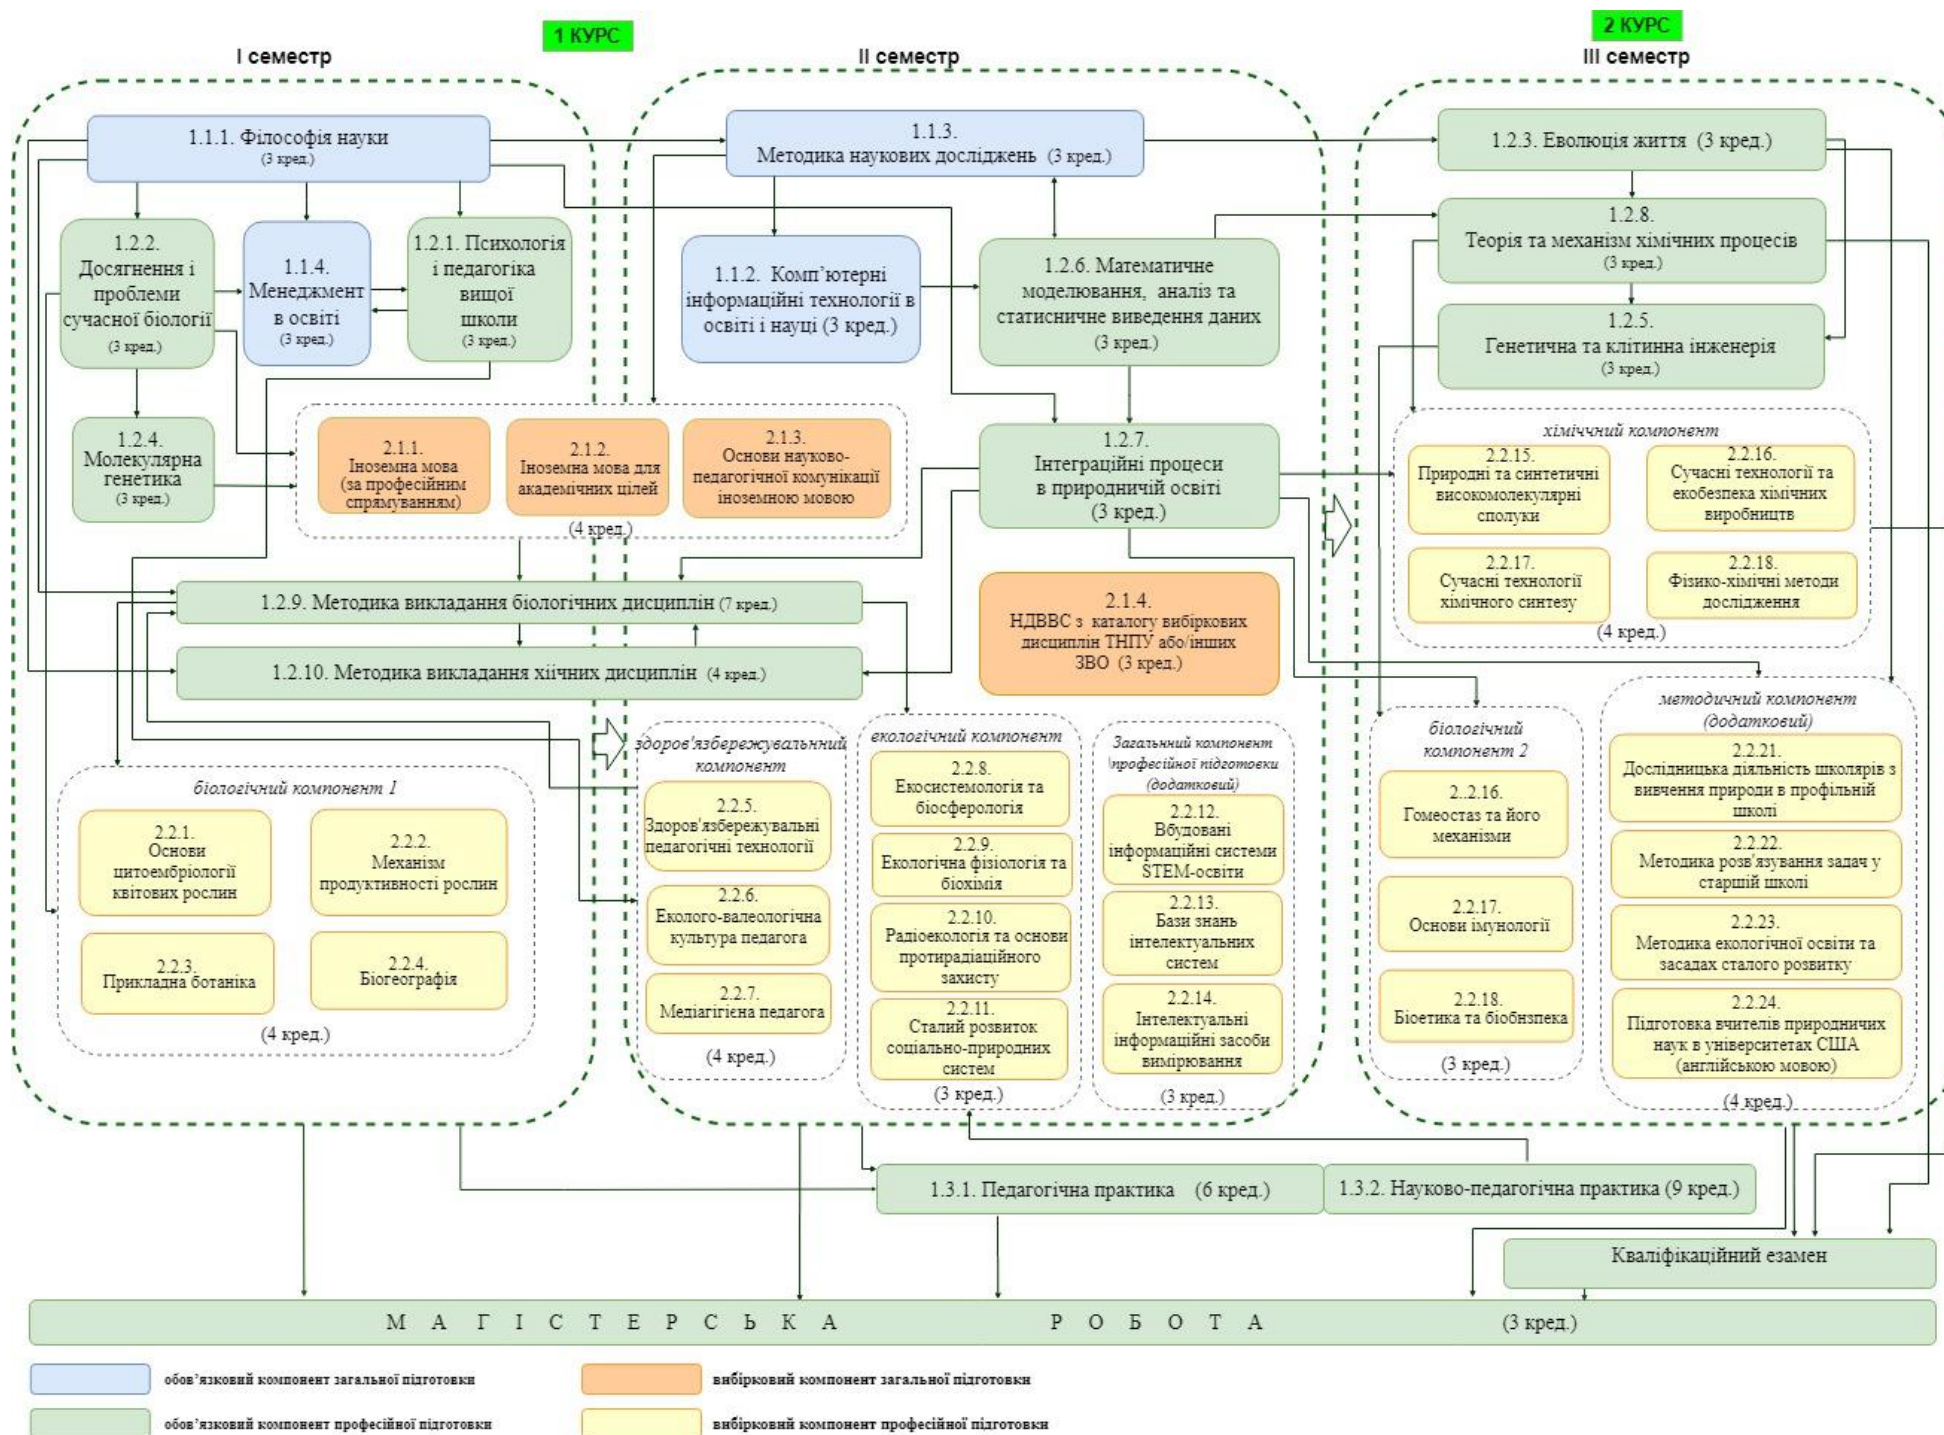 1 КУРС
2 КУРС
I семестр
II семестр
III семестр
1.1.1. Філософія науки
(3 кред.)
1.2.2.
Досягнення і
проблеми
сучасної біології
(3 кред.)
1.1.4.
Менеджмент
в освіті
(3 кред.)
1.2.1. Психологія
і педагогіка
вищої
школи
(3 кред.)
1.2.4.
Молекулярна
генетика
(3 кред.)
2.1.1.
Іноземна мова
(за професійним
спрямуванням)
2.1.2.
Іноземна мова для
академічних цілей
2.1.3.
Основи науково-
педагогічної комунікації
іноземною мовою
(4 кред.)
1.1.3.
Методика наукових досліджень (3 кред.)
1.1.2. Комп’ютерні
інформаційні технології в
освіті і науці (3 кред.)
1.2.6. Математичне
моделювання, аналіз та
статисничне виведення даних
(3 кред.)
1.2.7.
Інтеграційні процеси
в природничій освіті
(3 кред.)
1.2.9. Методика викладання біологічних дисциплін (7 кред.)
1.2.10. Методика викладання хіічних дисциплін (4 кред.)
2.1.4.
НДВВС з каталогу вибіркових
дисциплін ТНПУ або/інших
ЗВО (3 кред.)
біологічний компонент 1
2.2.1.
Основи
цитоембріології
квітових рослин
2.2.2.
Механізм
продуктивності рослин
2.2.3.
Прикладна ботаніка
2.2.4.
Біогеографія
(4 кред.)
здоров'язбережувальнний
компонент
2.2.5.
Здоров'язбережувальні
педагогічні технології
2.2.6.
Еколого-валеологічна
культура педагога
2.2.7.
Медіагігієна педагога
(4 кред.)
екологічний компонент
2.2.8.
Екосистемологія та
біосферологія
2.2.9.
Екологічна фізіологія та
біохімія
2.2.10.
Радіоекологія та основи
протирадіаційного
захисту
2.2.11.
Сталий розвиток
соціально-природних
систем
(3 кред.)
Загальнний компонент
професійної підготовки
(додатковий)
2.2.12.
Вбудовані
інформаційні системи
STEM-освіти
2.2.13.
Бази знань
інтелектуальних
систем
2.2.14.
Інтелектуальні
інформаційні засоби
вимірювання
(3 кред.)
1.2.3. Еволюція життя (3 кред.)
1.2.8.
Теорія та механізм хімічних процесів
(3 кред.)
1.2.5.
Генетична та клітинна інженерія
(3 кред.)
хіміччний компонент
2.2.15.
Природні та синтетичні
високомолекулярні
сполуки
2.2.16.
Сучасні технології та
екобезпека хімічних
виробництв
2.2.17.
Сучасні технології
хімічного синтезу
2.2.18.
Фізико-хімічні методи
дослідження
(4 кред.)
біологічний
компонент 2
2..2.16.
Гомеостаз та його
механізми
2.2.17.
Основи імунології
2.2.18.
Біоетика та біобнзпека
(3 кред.)
методичний компонент
(додатковий)
2.2.21.
Дослідницька діяльність школярів з
вивчення природи в профільній
школі
2.2.22.
Методика розв'язування задач у
старшій школі
2.2.23.
Методика екологічної освіти та
засадах сталого розвитку
2.2.24.
Підготовка вчителів природничих
наук в університетах США
(англійською мовою)
(4 кред.)
1.3.1. Педагогічна практика (6 кред.)
1.3.2. Науково-педагогічна практика (9 кред.)
Кваліфікаційний езамен
М А Г І С Т Е Р С Ь К А Р О Б О Т А (3 кред.)
обов’язковий компонент загальної підготовки
вибірковий компонент загальної підготовки
обов’язковий компонент професійної підготовки
вибірковий компонент професійної підготовки